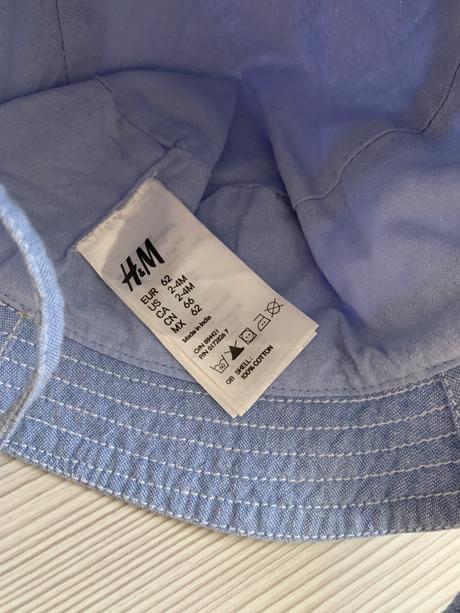 H&M
EUR 62
US 2-4M
CA 2-4M
CN 66
MX 62
Made in India
O/N 884421
GB SHELL:
100% COTTON